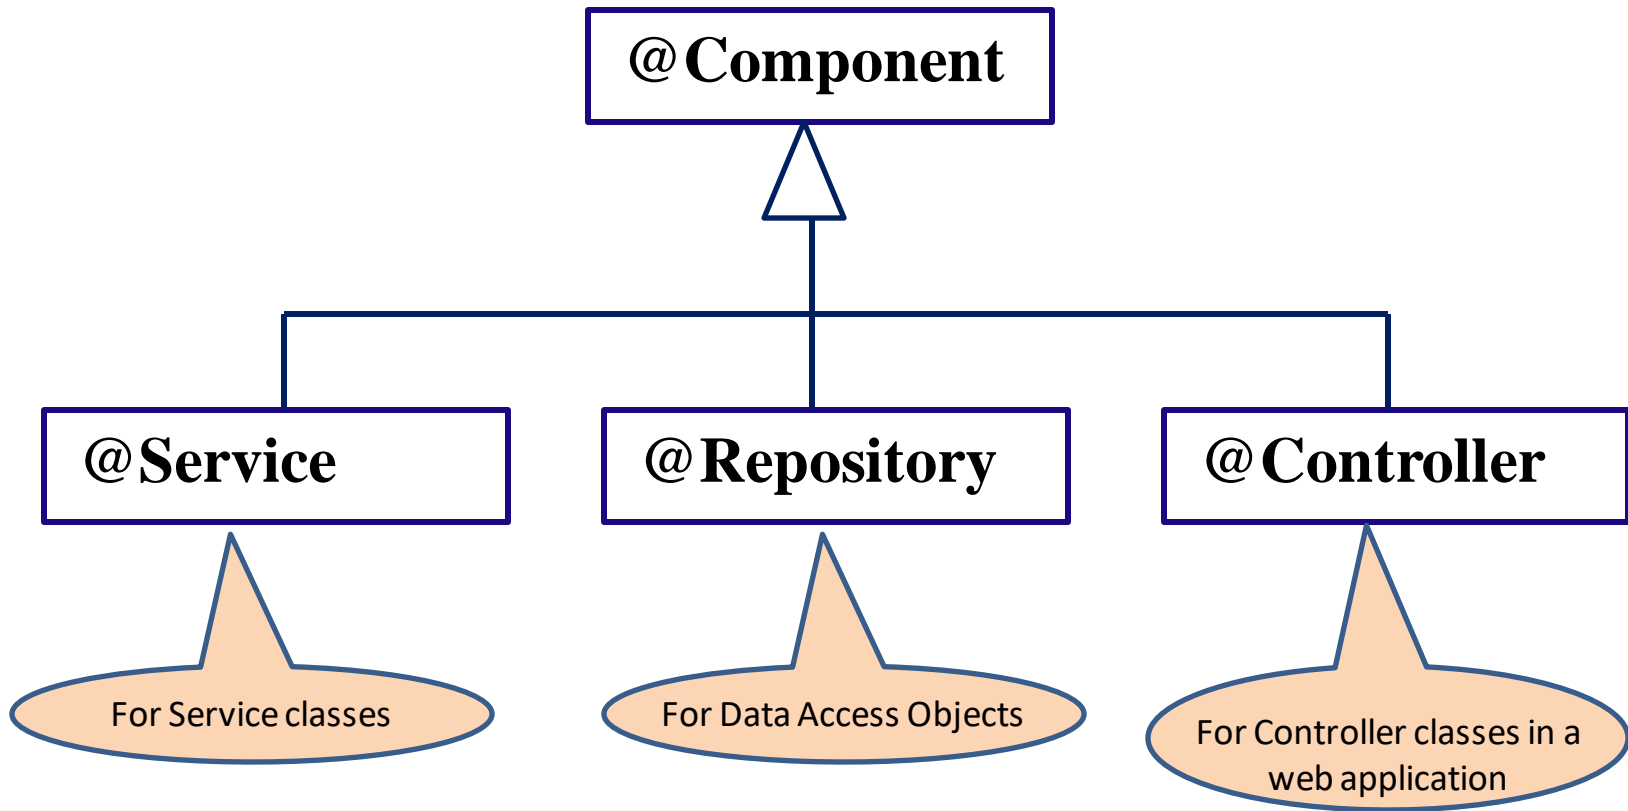 @Component
@Service
@Repository
@Controller
For Service classes
For Data Access Objects
For Controller classes in a
web application